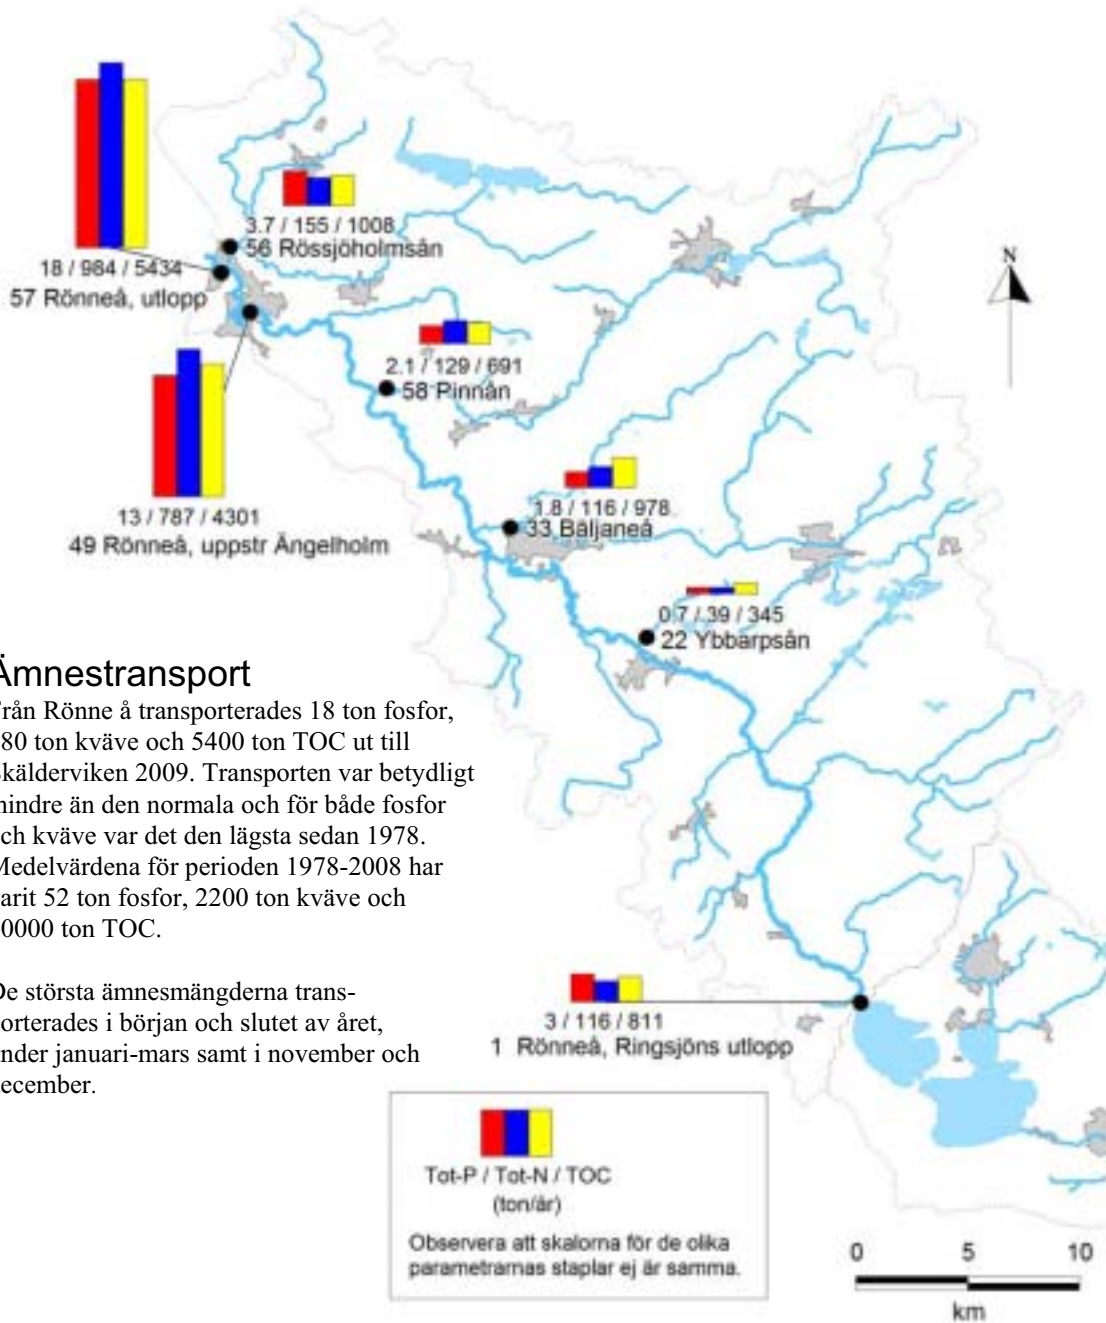 3.7 / 155 / 1008
56 Rössjöholmsån
18 / 984 / 5434
57 Rönneå, utlopp
N
2.1 / 129 / 691
58 Pinnån
13 / 787 / 4301
49 Rönneå, uppstr Ängelholm
1.8 / 116 / 978
33 Bäljaneå
0.7 / 39 / 345
22 Ybbarpsån
Ämnestransport
rån Rönne å transporterades 18 ton fosfor,
80 ton kväve och 5400 ton TOC ut till
kälderviken 2009. Transporten var betydligt
indre än den normala och för både fosfor
ch kväve var det den lägsta sedan 1978.
Medelvärdena för perioden 1978-2008 har
arit 52 ton fosfor, 2200 ton kväve och
0000 ton TOC.
De största ämnesmängderna trans-
orterades i början och slutet av året,
nder januari-mars samt i november och
ecember.
3 / 116 / 811
1 Rönneå, Ringsjöns utlopp
Tot-P / Tot-N / TOC
(ton/år)
Observera att skalorna för de olika
parametrarnas staplar ej är samma.
0 5 10
km